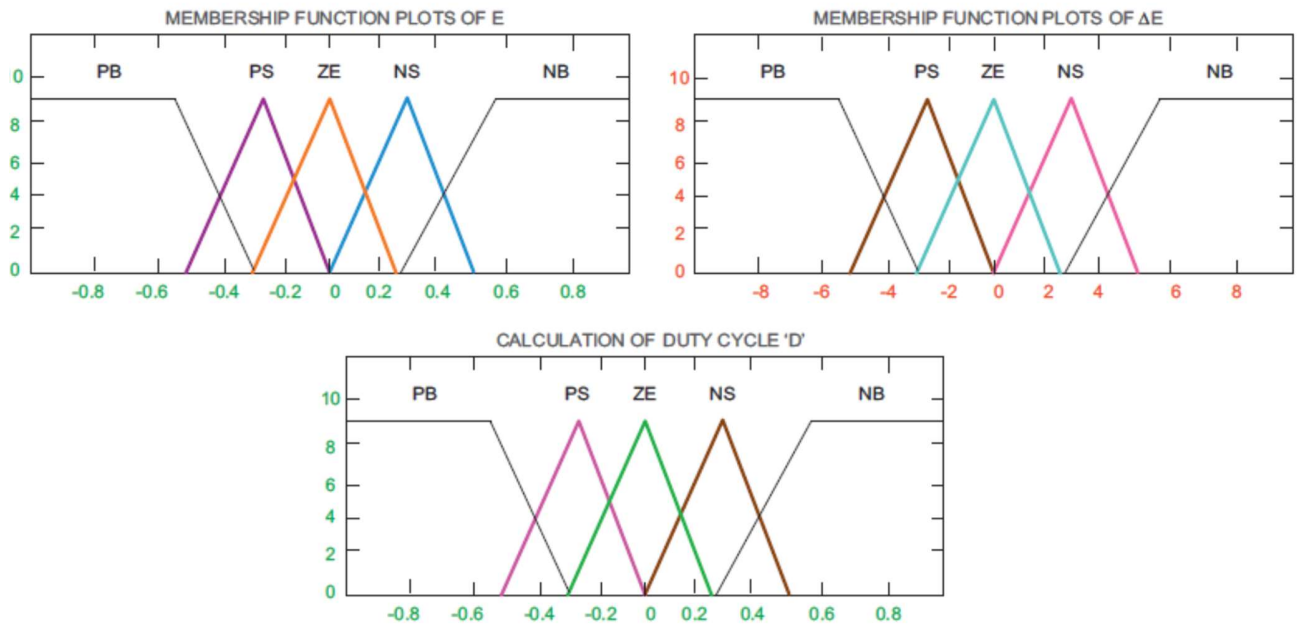 MEMBERSHIP FUNCTION PLOTS OF E
PB PS ZE NS NB
0
8
6
4
2
0
-0.8 -0.6 -0.4 -0.2 0 0.2 0.4 0.6 0.8
MEMBERSHIP FUNCTION PLOTS OF ΔE
PB PS ZE NS NB
10
8
6
4
2
0
-8 -6 -4 -2 0 2 4 6 8
CALCULATION OF DUTY CYCLE 'D'
PB PS ZE NS NB
10
8
6
4
2
0
-0.8 -0.6 -0.4 -0.2 0 0.2 0.4 0.6 0.8